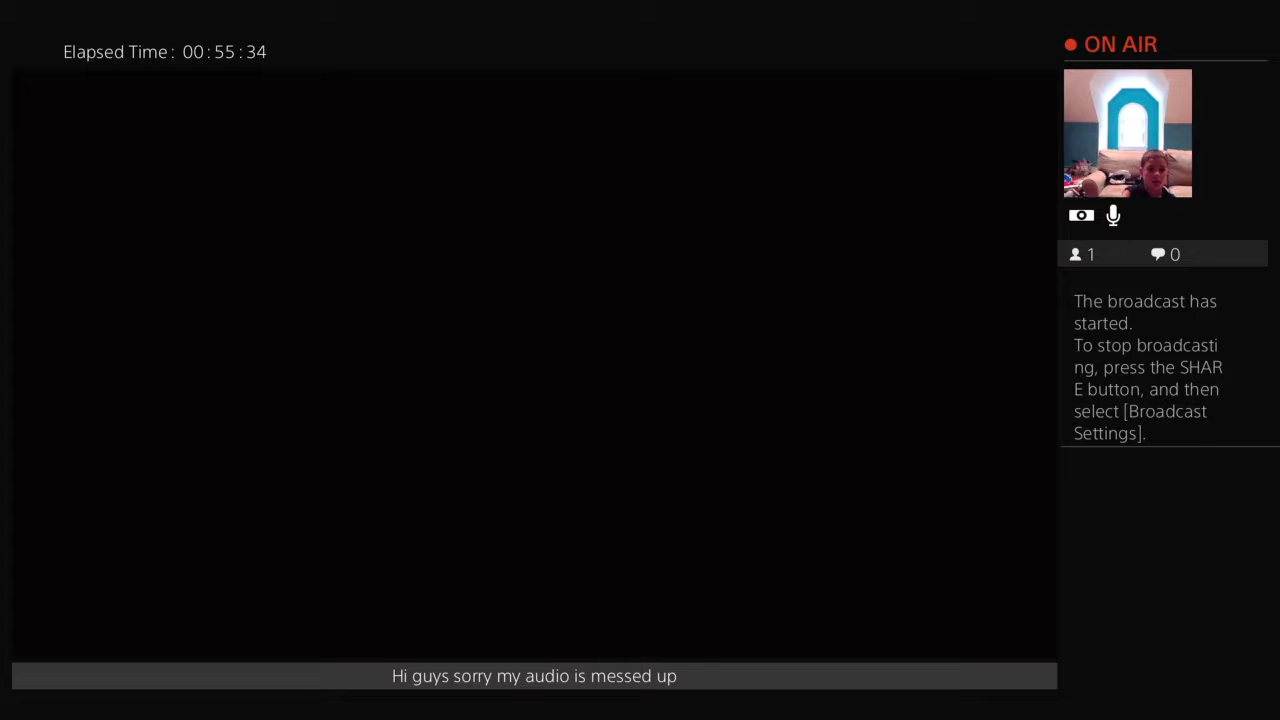 Elapsed Time: 00:55:34
ON AIR
1 0
The broadcast has
started.
To stop broadcasti
ng, press the SHAR
E button, and then
select [Broadcast
Settings].
Hi guys sorry my audio is messed up